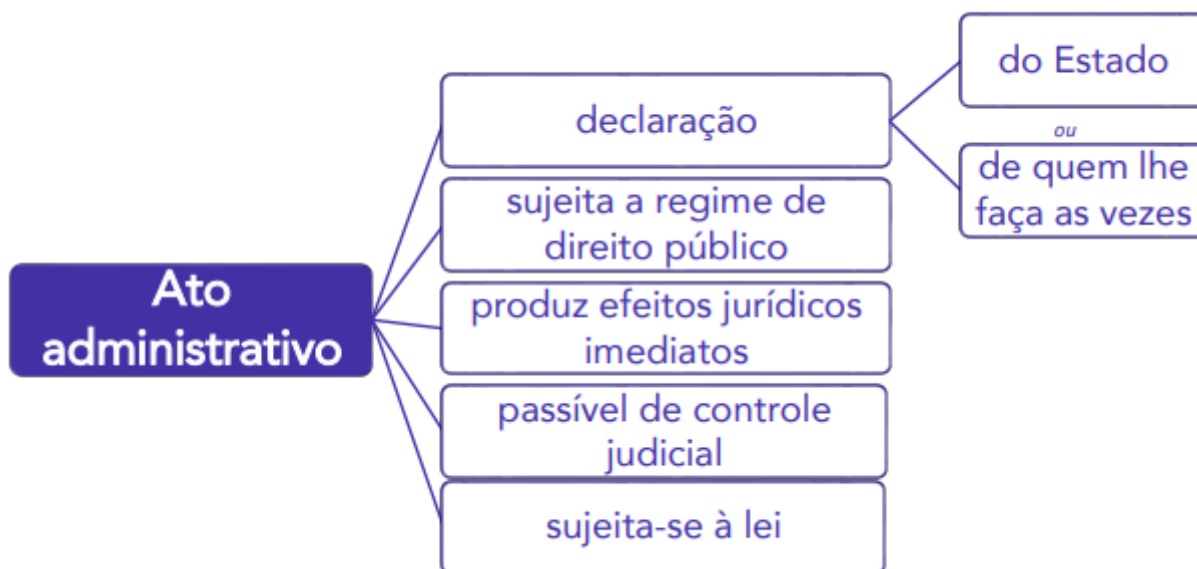 Ato
administrativo
declaração
do Estado
ou
de quem lhe
faça as vezes
sujeita a regime de
direito público
produz efeitos jurídicos
imediatos
passível de controle
judicial
sujeita-se à lei